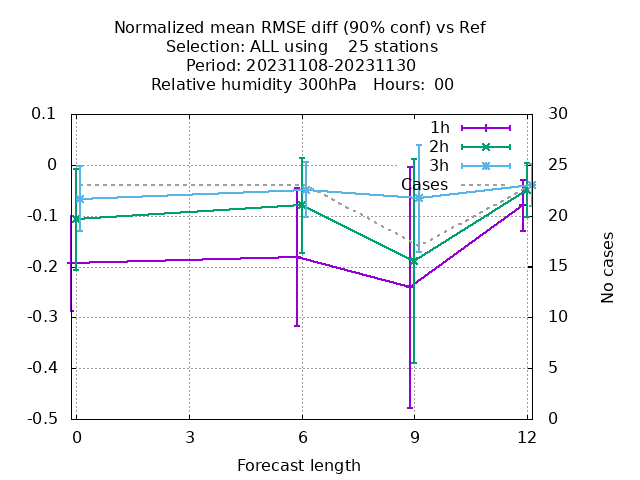 Normalized mean RMSE diff (90% conf) vs Ref
Selection: ALL using    25 stations
Period: 20231108-20231130
Relative humidity 300hPa   Hours:  00
1h
2h
3h
Cases
0.1
0
-0.1
-0.2
-0.3
-0.4
-0.5
30
25
20
15
10
5
0
No cases
0 3 6 9 12
Forecast length